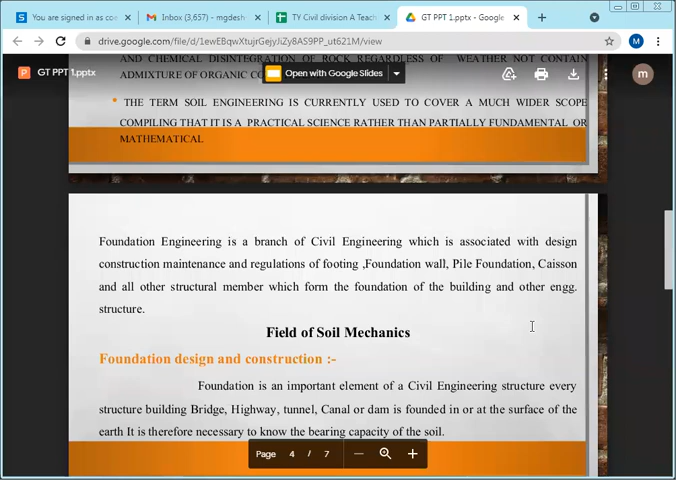 You are signed in as co
Inbox (3,657) - mgdesh
TY Civil division A Teac
GT PPT 1.pptx - Google
drive.google.com/file/d/1ewEBqwXtujrGejyJiZy8AS9PP_ut621M/view
M
P GT PPT 1.pptx
Open with Google Slides
m
AND CHEMICAL DISINTEGRATION OF ROCK REGARDLESS OF WEATHER NOT CONTAIN
ADMIXTURE OF ORGANIC CO
• THE TERM SOIL ENGINEERING IS CURRENTLY USED TO COVER A MUCH WIDER SCOPE
COMPILING THAT IT IS A PRACTICAL SCIENCE RATHER THAN PARTIALLY FUNDAMENTAL OR
MATHEMATICAL
Foundation Engineering is a branch of Civil Engineering which is associated with design
construction maintenance and regulations of footing ,Foundation wall, Pile Foundation, Caisson
and all other structural member which form the foundation of the building and other engg.
structure.
Field of Soil Mechanics
Foundation design and construction :-
Foundation is an important element of a Civil Engineering structure every
structure building Bridge, Highway, tunnel, Canal or dam is founded in or at the surface of the
earth It is therefore necessary to know the bearing capacity of the soil.
Page 4 / 7